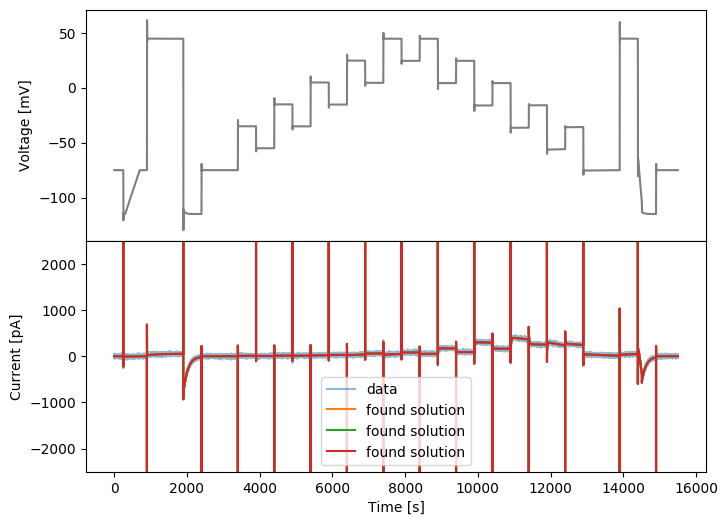 50
0
−50
−100
Voltage [mV]
2000
1000
0
−1000
−2000
Current [pA]
data
found solution
found solution
found solution
0 2000 4000 6000 8000 10000 12000 14000 16000
Time [s]